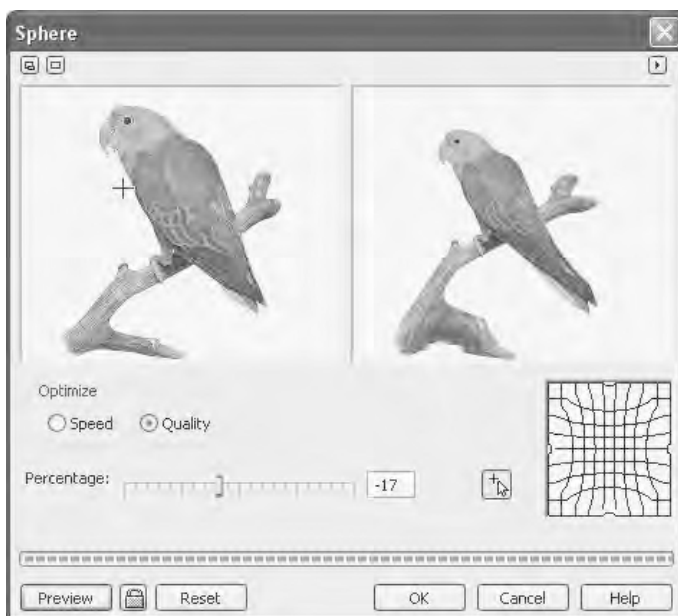 Sphere
Optimize
Speed Quality
Percentage: -17
Preview Reset OK Cancel Help